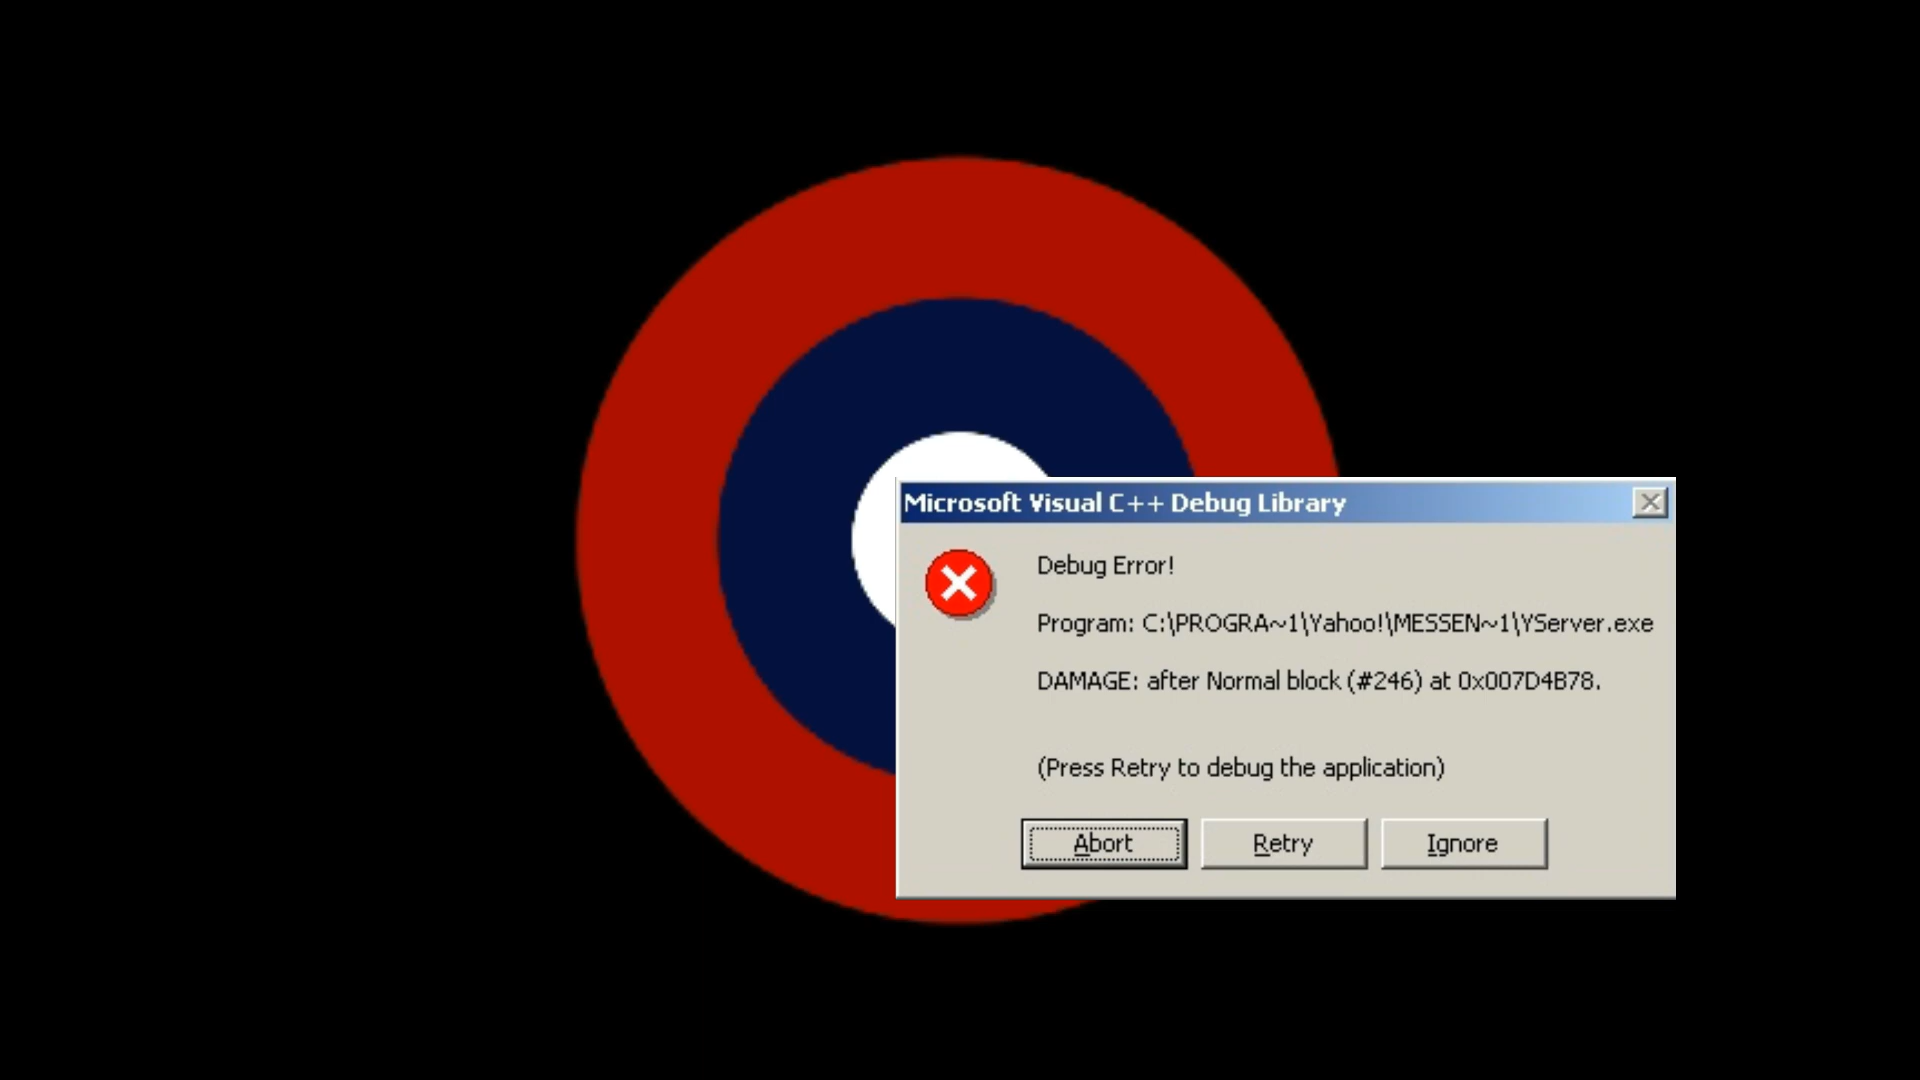 Microsoft Visual C++ Debug Library
Debug Error!
Program: C:\PROGRA~1\Yahoo!\MESSEN~1\YServer.exe
DAMAGE: after Normal block (#246) at 0x007D4B78.
(Press Retry to debug the application)
Abort
Retry
Ignore